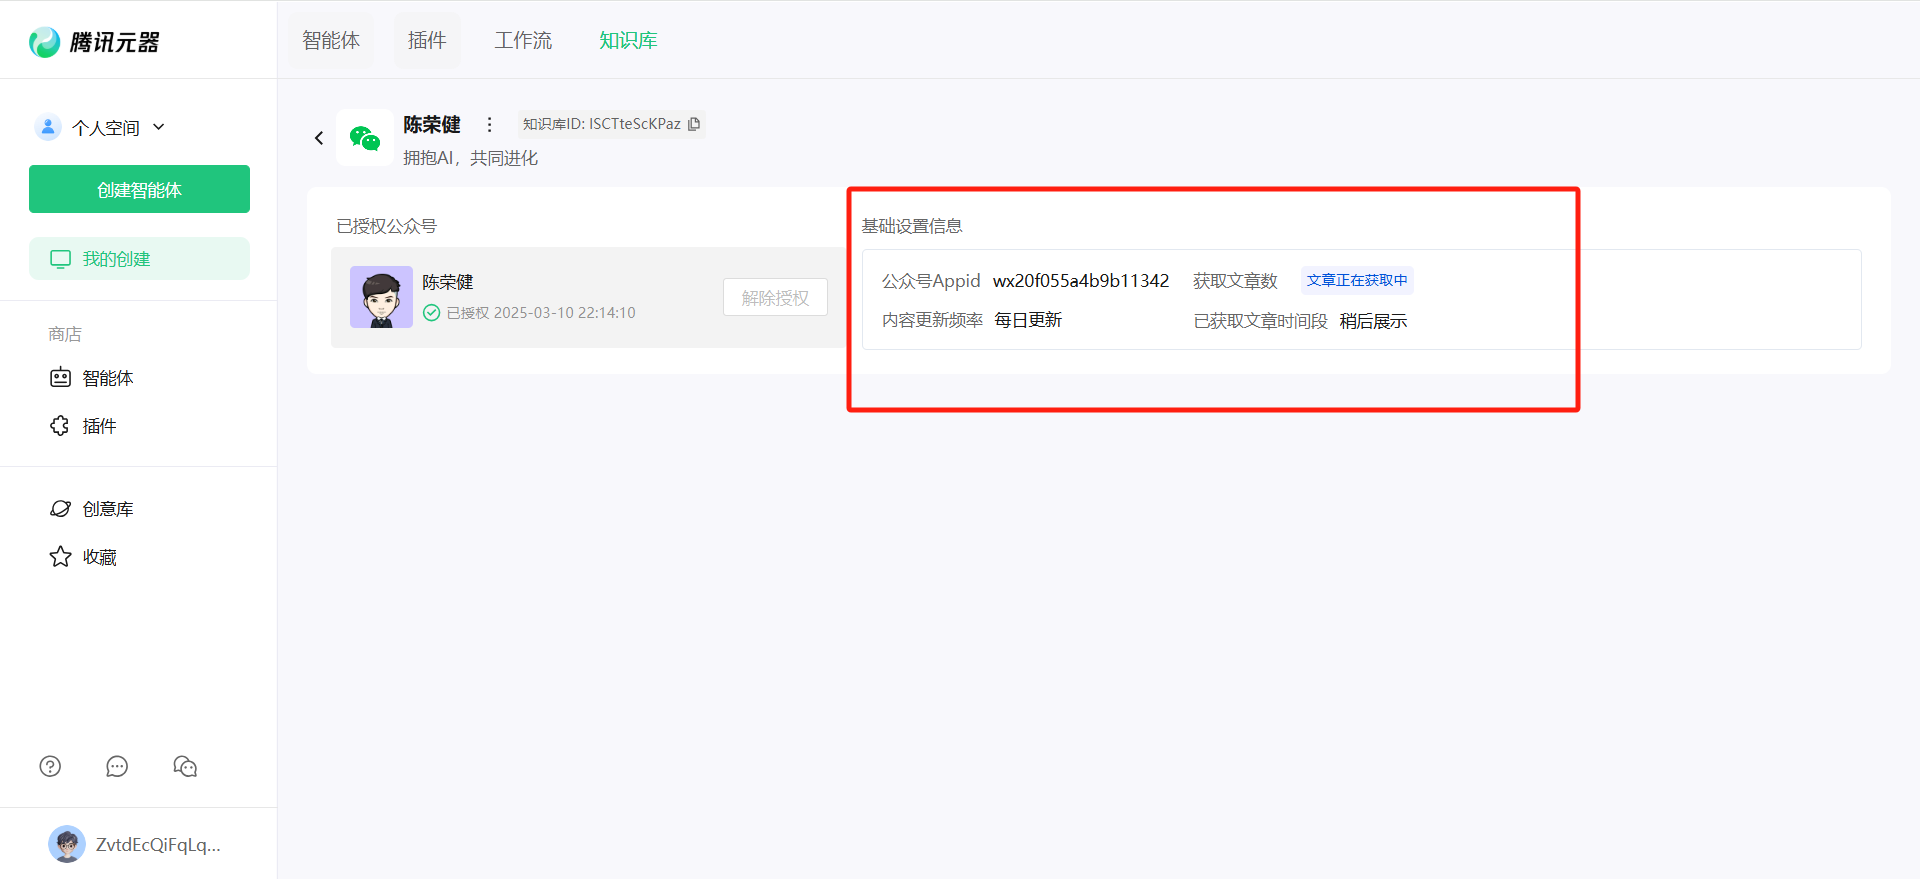 腾讯元器
智能体
插件
工作流
知识库
个人空间
创建智能体
我的创建
商店
智能体
插件
创意库
收藏
ZvtdEcQiFqLq...
陈荣健
知识库ID: ISCTteScKPaz
拥抱AI，共同进化
已授权公众号
陈荣健
已授权 2025-03-10 22:14:10
解除授权
基础设置信息
公众号Appid wx20f055a4b9b11342 获取文章数 文章正在获取中
内容更新频率 每日更新 已获取文章时间段 稍后展示